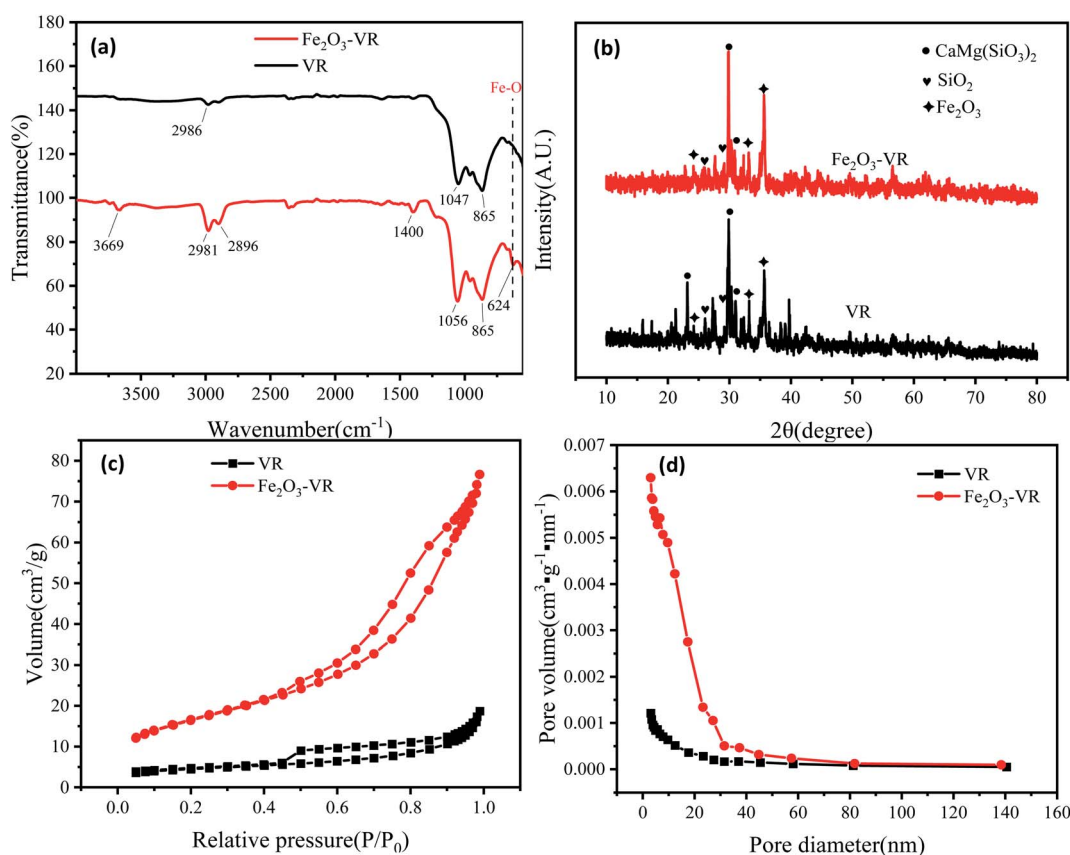 (a)
Fe₂O₃-VR
VR
Fe-O
2986
1047
865
3669
2981
2896
1400
1056
865
624
180
160
140
120
100
80
60
40
20
Transmittance(%)
3500 3000 2500 2000 1500 1000
Wavenumber(cm⁻¹)
(b)
CaMg(SiO₃)₂
SiO₂
Fe₂O₃
Fe₂O₃-VR
VR
Intensity(A.U.)
10 20 30 40 50 60 70 80
2θ(degree)
(c)
VR
Fe₂O₃-VR
80
70
60
50
40
30
20
10
0
Volume(cm³/g)
0.0 0.2 0.4 0.6 0.8 1.0
Relative pressure(P/P₀)
(d)
VR
Fe₂O₃-VR
0.007
0.006
0.005
0.004
0.003
0.002
0.001
0.000
Pore volume(cm³▪g⁻¹▪nm⁻¹)
0 20 40 60 80 100 120 140 160
Pore diameter(nm)